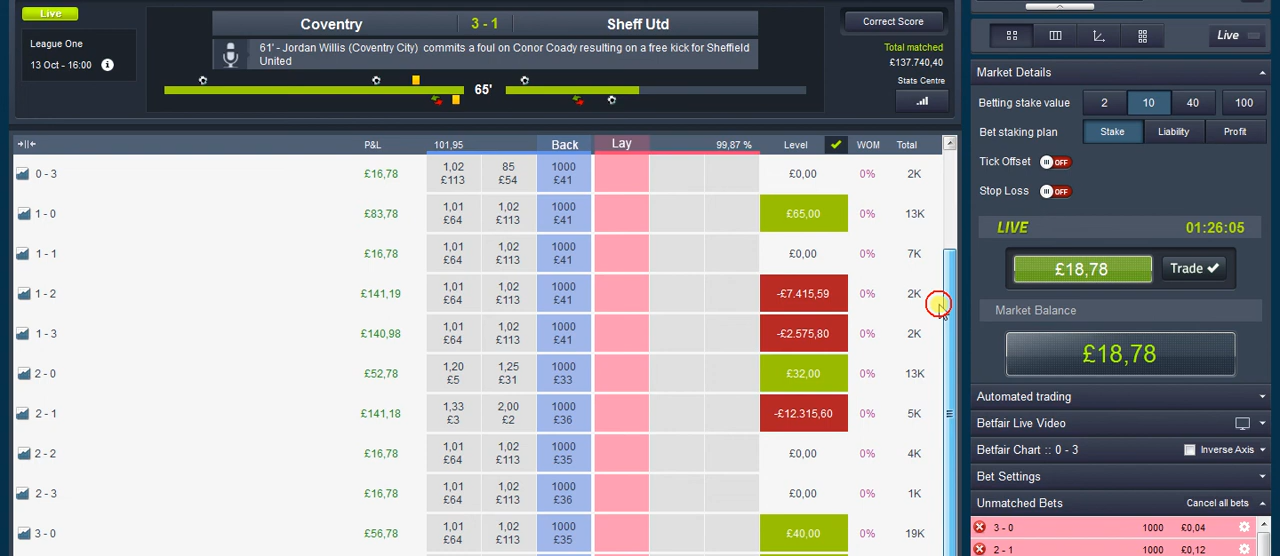 Live
League One
13 Oct - 16:00
Coventry 3 - 1 Sheff Utd
61' - Jordan Willis (Coventry City) commits a foul on Conor Coady resulting on a free kick for Sheffield
United
65'
Correct Score
Total matched
£137.740,40
Stats Centre
P&L 101,95 Back Lay 99,87 % Level WOM Total
0 - 3 £16,78 1,02 85 1000 £0,00 0% 2K
£113 £54 £41
1 - 0 £83,78 1,01 1,02 1000 £65,00 0% 13K
£64 £113 £41
1 - 1 £16,78 1,01 1,02 1000 £0,00 0% 7K
£64 £113 £41
1 - 2 £141,19 1,01 1,02 1000 -£7.415,59 0% 2K
£64 £113 £41
1 - 3 £140,98 1,01 1,02 1000 -£2.575,80 0% 2K
£64 £113 £41
2 - 0 £52,78 1,20 1,25 1000 £32,00 0% 13K
£5 £31 £33
2 - 1 £141,18 1,33 2,00 1000 -£12.315,60 0% 5K
£3 £2 £36
2 - 2 £16,78 1,01 1,02 1000 £0,00 0% 4K
£64 £113 £35
2 - 3 £16,78 1,01 1,02 1000 £0,00 0% 1K
£64 £113 £36
3 - 0 £56,78 1,01 1,02 1000 £40,00 0% 19K
£64 £113 £35
Live
Market Details
Betting stake value 2 10 40 100
Bet staking plan Stake Liability Profit
Tick Offset OFF
Stop Loss OFF
LIVE 01:26:05
£18,78 Trade
Market Balance
£18,78
Automated trading
Betfair Live Video
Betfair Chart :: 0 - 3 Inverse Axis
Bet Settings
Unmatched Bets Cancel all bets
3 - 0 1000 £0,04
2 - 1 1000 £0,12